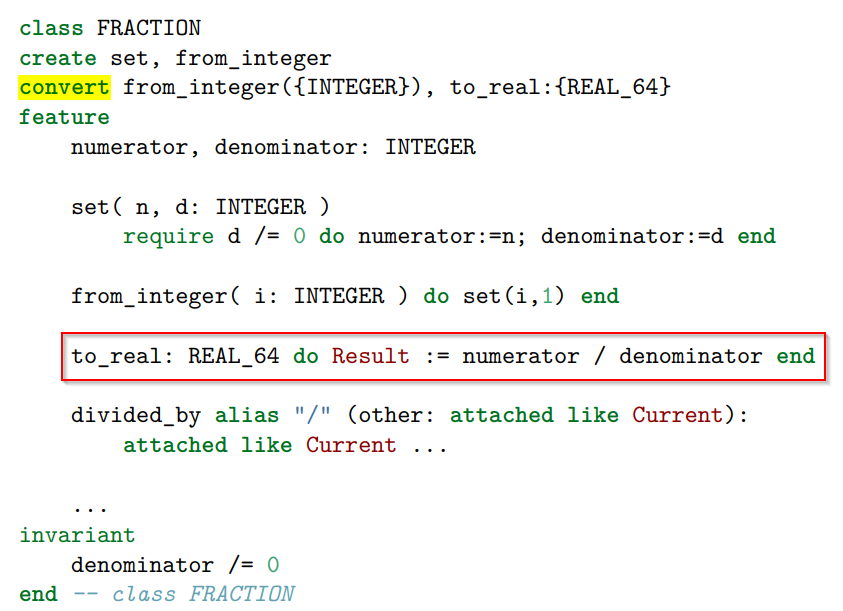 class FRACTION
create set, from_integer
convert from_integer({INTEGER}), to_real:{REAL_64}
feature
numerator, denominator: INTEGER
set( n, d: INTEGER )
require d /= 0 do numerator:=n; denominator:=d end
from_integer( i: INTEGER ) do set(i,1) end
to_real: REAL_64 do Result := numerator / denominator end
divided_by alias "/" (other: attached like Current):
attached like Current ...
...
invariant
denominator /= 0
end -- class FRACTION